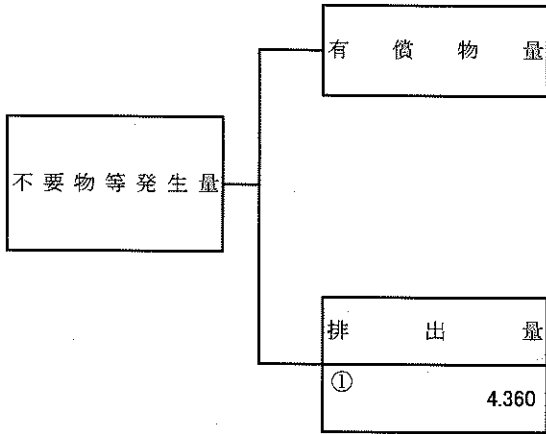 有償物量
不要物等発生量
排出量
①
4.360